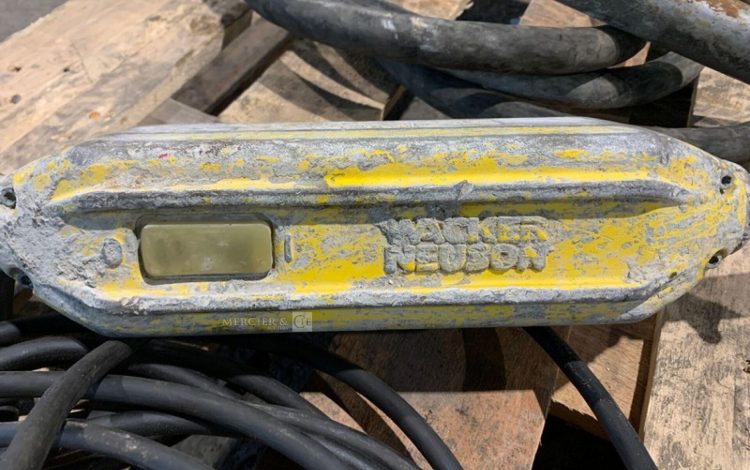 WACKER
NEUSON
MERCIER & Cie